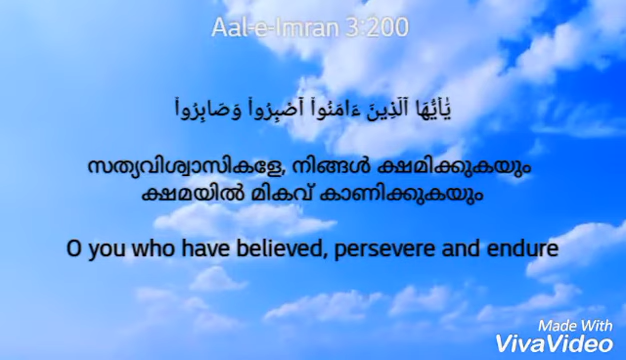 Aal-e-Imran 3:200
يَٰٓأَيُّهَا ٱلَّذِينَ ءَامَنُوا۟ ٱصْبِرُوا۟ وَصَابِرُوا۟
സത്യവിശ്വാസികളേ, നിങ്ങൾ ക്ഷമിക്കുകയും
ക്ഷമയിൽ മികവ് കാണിക്കുകയും
O you who have believed, persevere and endure
Made With
VivaVideo